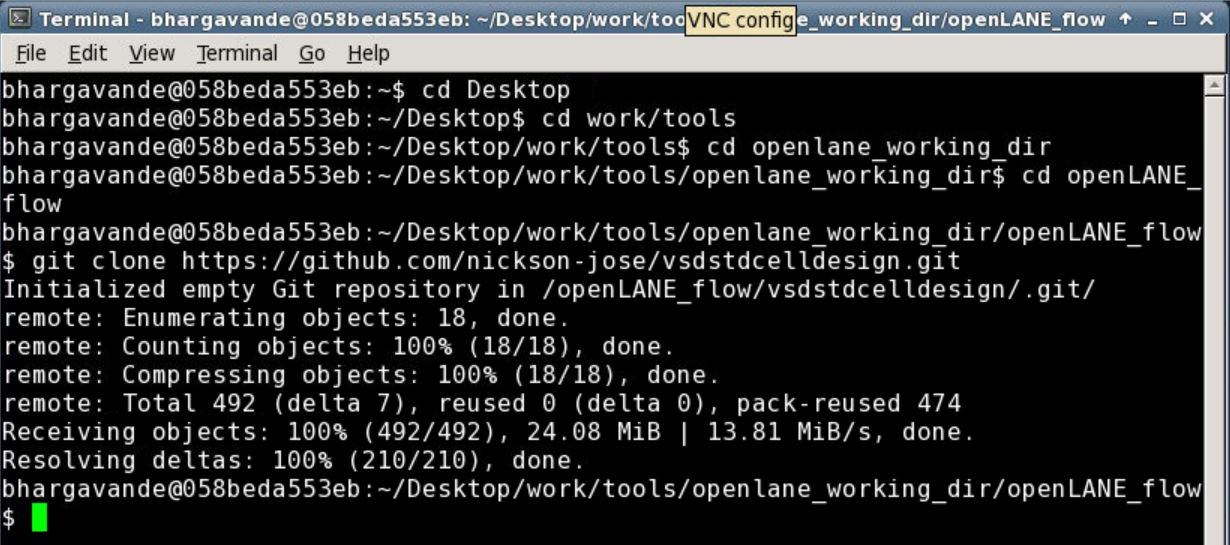 Terminal - bhargavande@058beda553eb: ~/Desktop/work/too VNC config e_working_dir/openLANE_flow
File Edit View Terminal Go Help
bhargavande@058beda553eb:~$ cd Desktop
bhargavande@058beda553eb:~/Desktop$ cd work/tools
bhargavande@058beda553eb:~/Desktop/work/tools$ cd openlane_working_dir
bhargavande@058beda553eb:~/Desktop/work/tools/openlane_working_dir$ cd openLANE_
flow
bhargavande@058beda553eb:~/Desktop/work/tools/openlane_working_dir/openLANE_flow
$ git clone https://github.com/nickson-jose/vsdstdcelldesign.git
Initialized empty Git repository in /openLANE_flow/vsdstdcelldesign/.git/
remote: Enumerating objects: 18, done.
remote: Counting objects: 100% (18/18), done.
remote: Compressing objects: 100% (18/18), done.
remote: Total 492 (delta 7), reused 0 (delta 0), pack-reused 474
Receiving objects: 100% (492/492), 24.08 MiB | 13.81 MiB/s, done.
Resolving deltas: 100% (210/210), done.
bhargavande@058beda553eb:~/Desktop/work/tools/openlane_working_dir/openLANE_flow
$